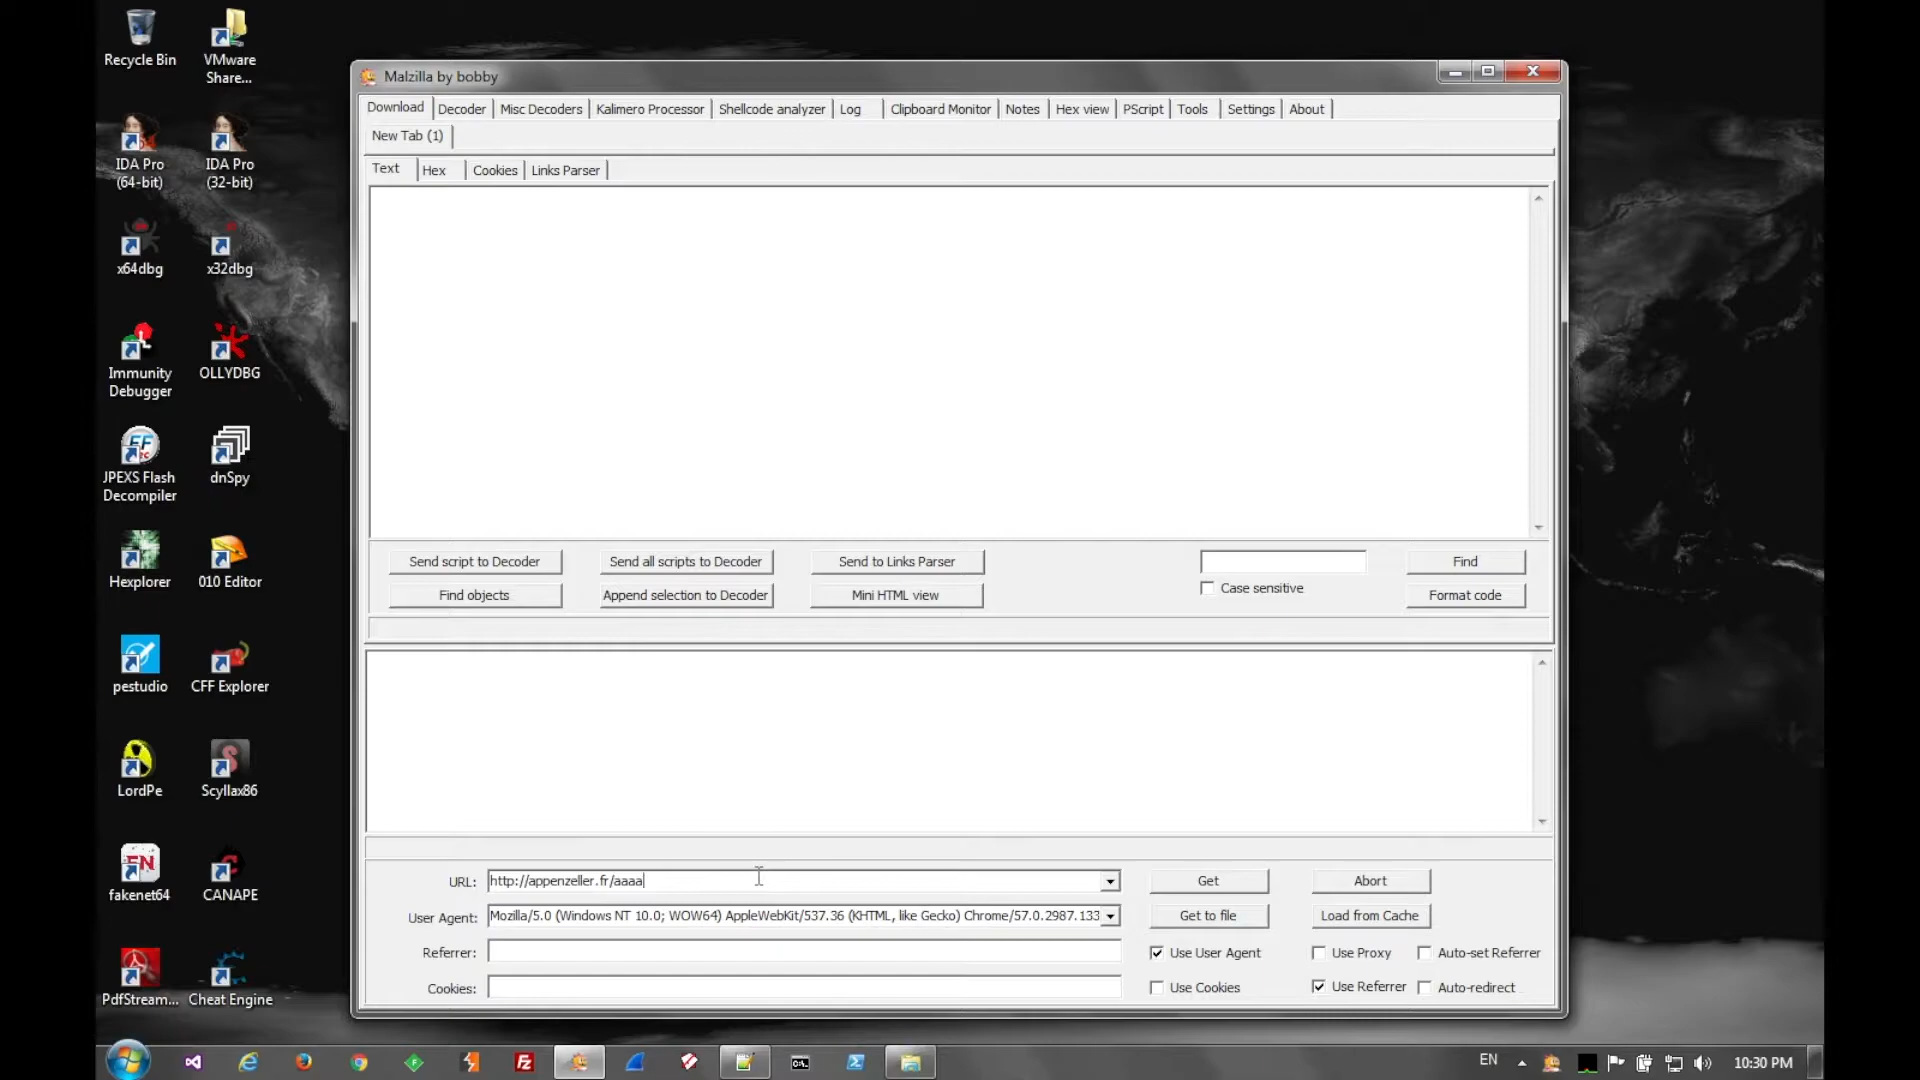 Recycle Bin
VMware
Share...
IDA Pro
(64-bit)
IDA Pro
(32-bit)
x64dbg
x32dbg
Immunity
Debugger
OLLYDBG
JPEXS Flash
Decompiler
dnSpy
Hexplorer
010 Editor
pestudio
CFF Explorer
LordPe
Scyllax86
fakenet64
CANAPE
PdfStream...
Cheat Engine
Malzilla by bobby
Download
Decoder
Misc Decoders
Kalimero Processor
Shellcode analyzer
Log
Clipboard Monitor
Notes
Hex view
PScript
Tools
Settings
About
New Tab (1)
Text
Hex
Cookies
Links Parser
Send script to Decoder
Send all scripts to Decoder
Send to Links Parser
Find
Find objects
Append selection to Decoder
Mini HTML view
Case sensitive
Format code
URL: http://appenzeller.fr/aaaa
Get
Abort
User Agent: Mozilla/5.0 (Windows NT 10.0; WOW64) AppleWebKit/537.36 (KHTML, like Gecko) Chrome/57.0.2987.133
Get to file
Load from Cache
Referrer:
Use User Agent
Use Proxy
Auto-set Referrer
Cookies:
Use Cookies
Use Referrer
Auto-redirect
EN
10:30 PM